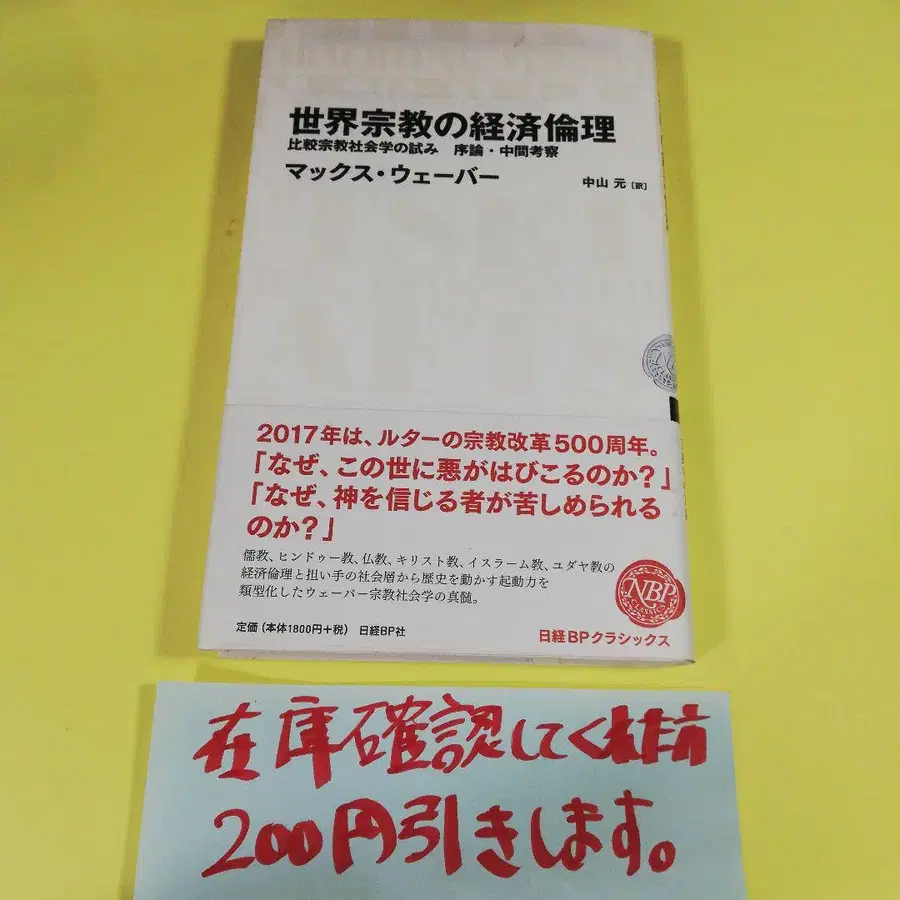 世界宗教の経済倫理
比較宗教社会学の試み 序論・中間考察
マックス・ウェーバー
中山 元[訳]
2017年は、ルターの宗教改革500周年。
「なぜ、この世に悪がはびこるのか?」
「なぜ、神を信じる者が苦しめられる
のか?」
儒教、ヒンドゥー教、仏教、キリスト教、イスラーム教、ユダヤ教の
経済倫理と担い手の社会層から歴史を動かす起動力を
類型化したウェーバー宗教社会学の真髄。
NBP
CLASSICS
定価(本体1800円+税) 日経BP社
日経BPクラシックス
在庫確認してく
200円引きします。